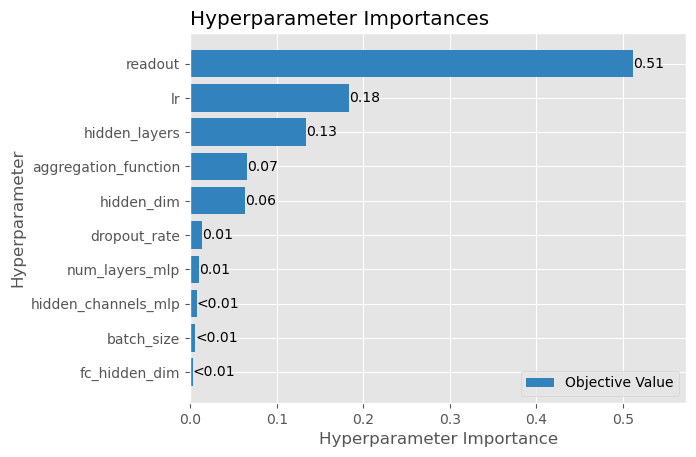 Hyperparameter Importances
Hyperparameter
readout
0.51
lr
0.18
hidden_layers
0.13
aggregation_function
0.07
hidden_dim
0.06
dropout_rate
0.01
num_layers_mlp
0.01
hidden_channels_mlp
<0.01
batch_size
<0.01
fc_hidden_dim
<0.01
Objective Value
0.0 0.1 0.2 0.3 0.4 0.5
Hyperparameter Importance